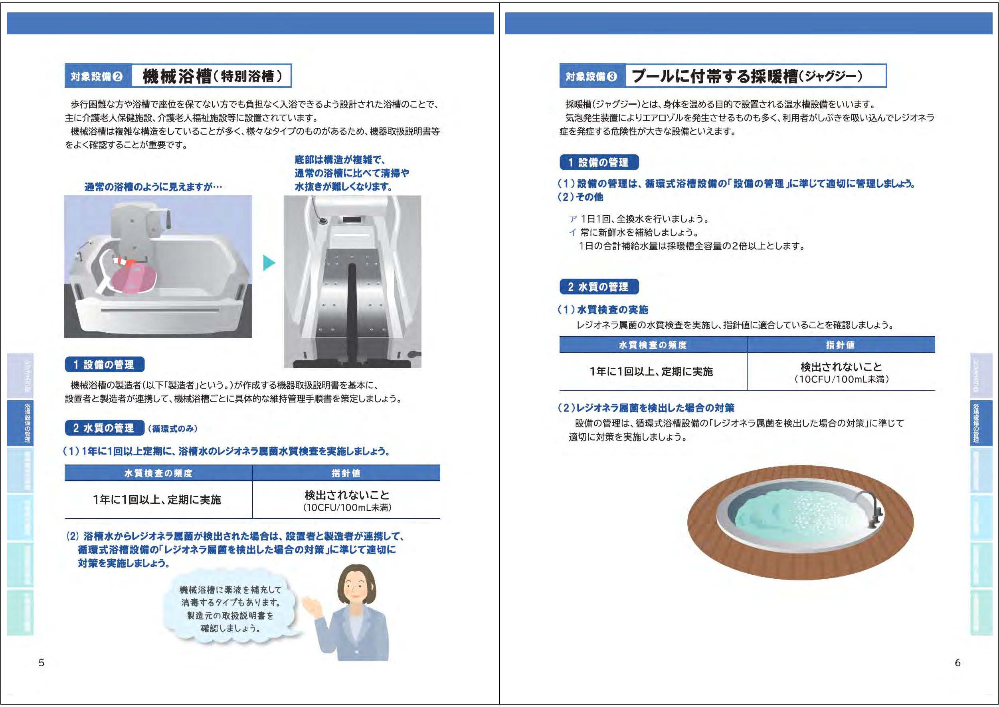 対象設備❷ 機械浴槽（特別浴槽）
歩行困難な方や浴槽で座位を保てない方でも負担なく入浴できるよう設計された浴槽のことで、
主に介護老人保健施設、介護老人福祉施設等に設置されています。
機械浴槽は複雑な構造をしていることが多く、様々なタイプのものがあるため、機器取扱説明書等
をよく確認することが重要です。
通常の浴槽のように見えますが…
底部は構造が複雑で、
通常の浴槽に比べて清掃や
水抜きが難しくなります。
1 設備の管理
機械浴槽の製造者（以下「製造者」という。）が作成する機器取扱説明書を基本に、
設置者と製造者が連携して、機械浴槽ごとに具体的な維持管理手順書を策定しましょう。
2 水質の管理 （循環式のみ）
（1）1年に1回以上定期に、浴槽水のレジオネラ属菌水質検査を実施しましょう。
水質検査の頻度 指針値
1年に1回以上、定期に実施 検出されないこと
（10CFU/100mL未満）
（2）浴槽水からレジオネラ属菌が検出された場合は、設置者と製造者が連携して、
循環式浴槽設備の「レジオネラ属菌を検出した場合の対策」に準じて適切に
対策を実施しましょう。
機械浴槽に薬液を補充して
消毒するタイプもあります。
製造元の取扱説明書を
確認しましょう。
浴場設備の管理
5
対象設備❸ プールに付帯する採暖槽（ジャグジー）
採暖槽（ジャグジー）とは、身体を温める目的で設置される温水槽設備をいいます。
気泡発生装置によりエアロゾルを発生させるものも多く、利用者がしぶきを吸い込んでレジオネラ
症を発症する危険性が大きな設備といえます。
1 設備の管理
（1）設備の管理は、循環式浴槽設備の「設備の管理」に準じて適切に管理しましょう。
（2）その他
ア 1日1回、全換水を行いましょう。
イ 常に新鮮水を補給しましょう。
1日の合計補給水量は採暖槽全容量の2倍以上とします。
2 水質の管理
（1）水質検査の実施
レジオネラ属菌の水質検査を実施し、指針値に適合していることを確認しましょう。
水質検査の頻度 指針値
1年に1回以上、定期に実施 検出されないこと
（10CFU/100mL未満）
（2）レジオネラ属菌を検出した場合の対策
設備の管理は、循環式浴槽設備の「レジオネラ属菌を検出した場合の対策」に準じて
適切に対策を実施しましょう。
浴場設備の管理
6